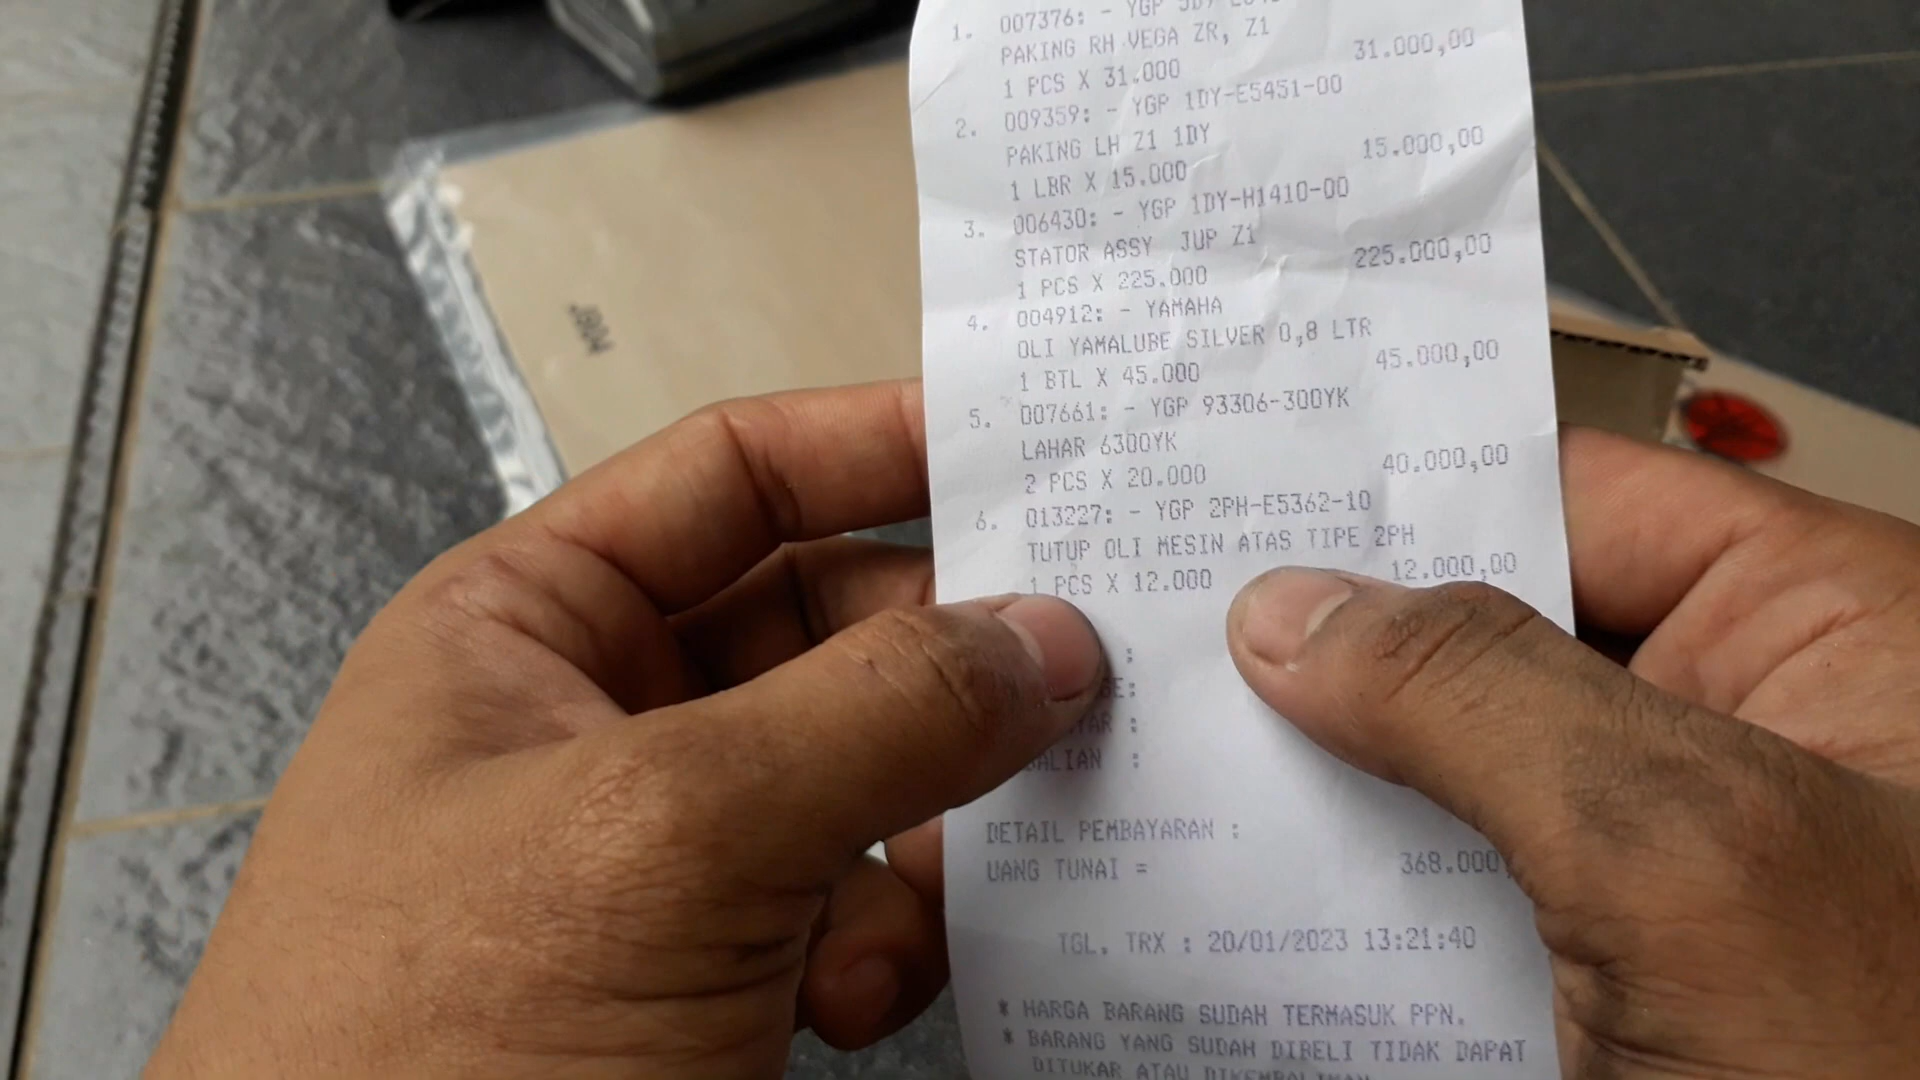 1. 007376: - YGP
PAKING RH VEGA ZR, Z1
1 PCS X 31.000 31.000,00
2. 009359: - YGP 1DY-E5451-00
PAKING LH Z1 1DY
1 LBR X 15.000 15.000,00
3. 006430: - YGP 1DY-H1410-00
STATOR ASSY JUP Z1
1 PCS X 225.000 225.000,00
4. 004912: - YAMAHA
OLI YAMALUBE SILVER 0,8 LTR
1 BTL X 45.000 45.000,00
5. 007661: - YGP 93306-300YK
LAHAR 6300YK
2 PCS X 20.000 40.000,00
6. 013227: - YGP 2PH-E5362-10
TUTUP OLI MESIN ATAS TIPE 2PH
1 PCS X 12.000 12.000,00
:
:
:
:
DETAIL PEMBAYARAN :
UANG TUNAI = 368.000,
TGL. TRX : 20/01/2023 13:21:40
* HARGA BARANG SUDAH TERMASUK PPN.
* BARANG YANG SUDAH DIBELI TIDAK DAPAT
DITUKAR ATAU DIKEMBALIKAN